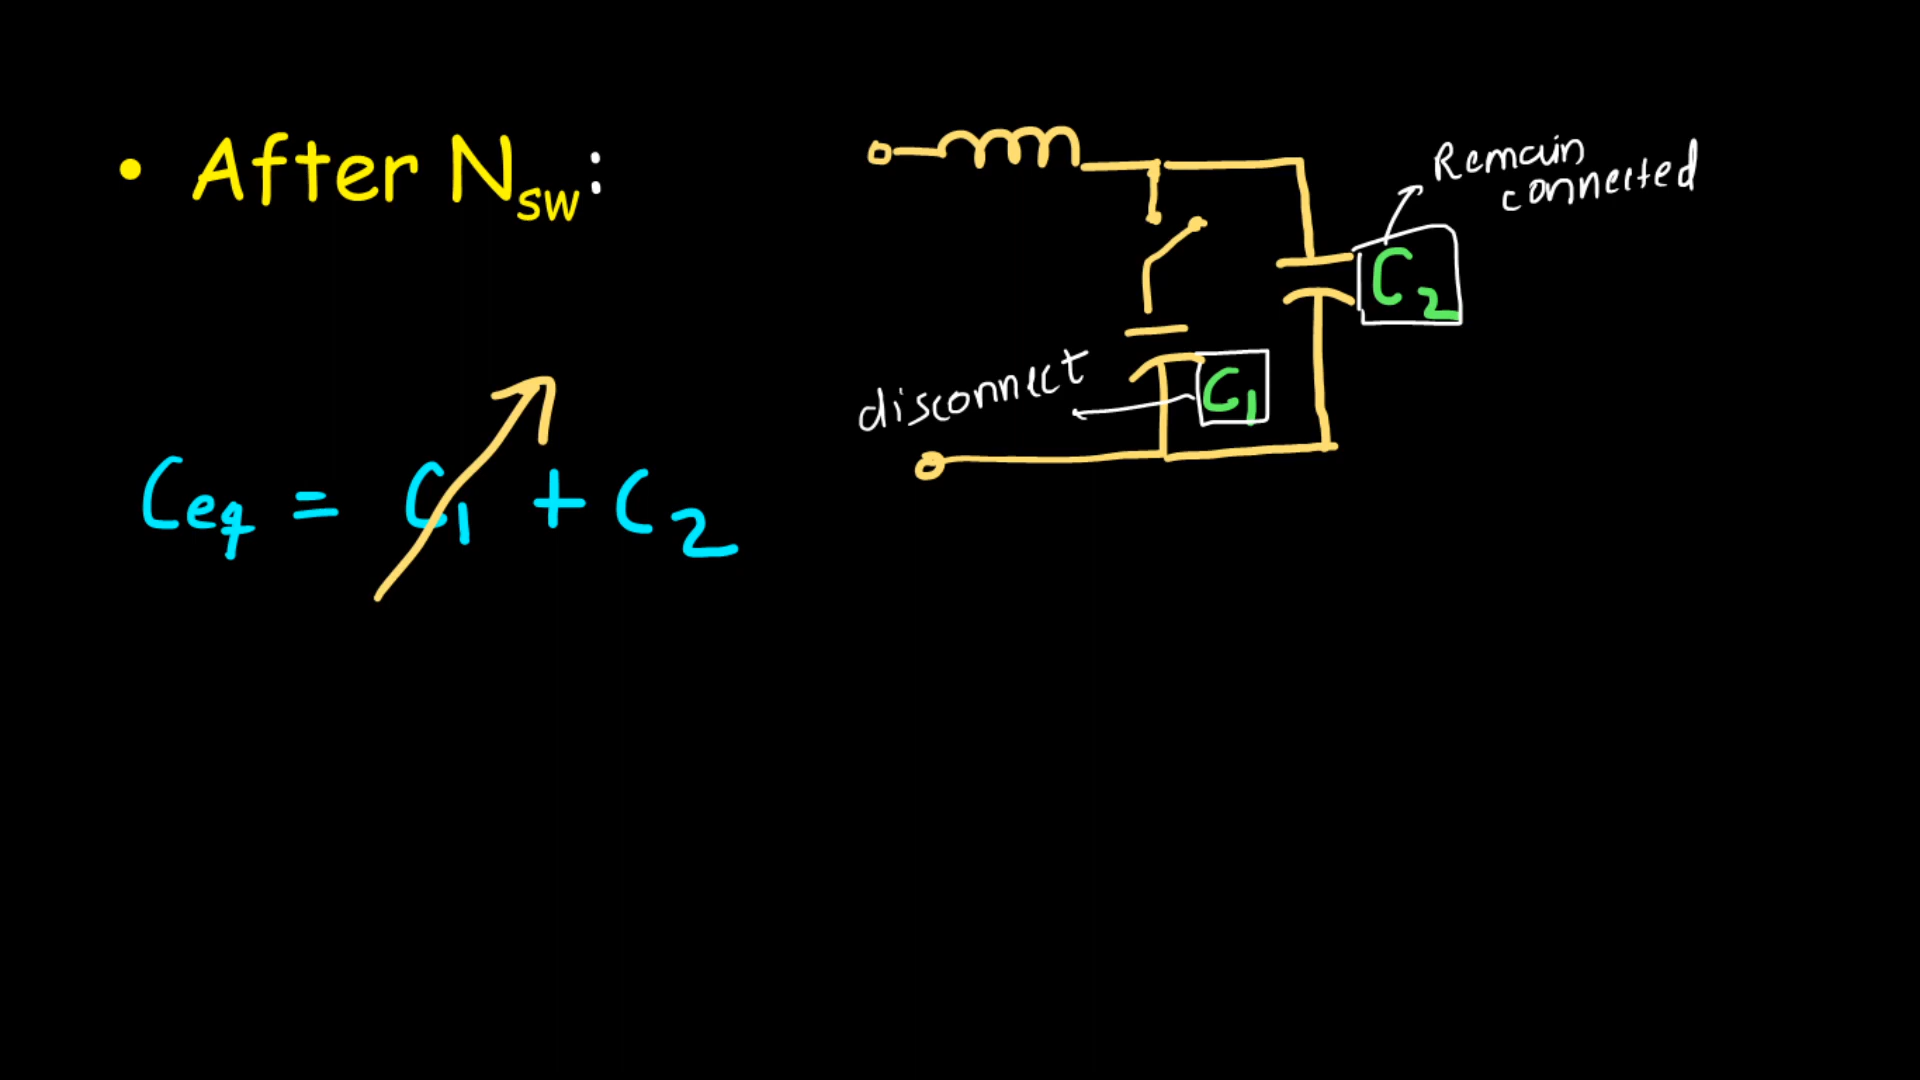 • After Nsw:
Remain
connected
C2
disconnect
C1
Ceq = C1 + C2